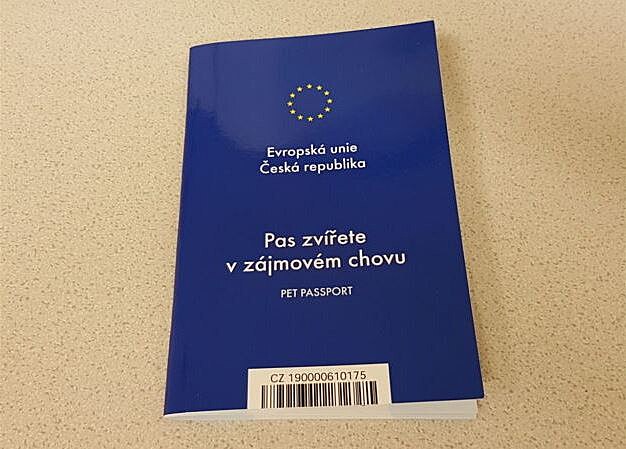 Evropská unie
Česká republika
Pas zvířete
v zájmovém chovu
PET PASSPORT
CZ 190000610175